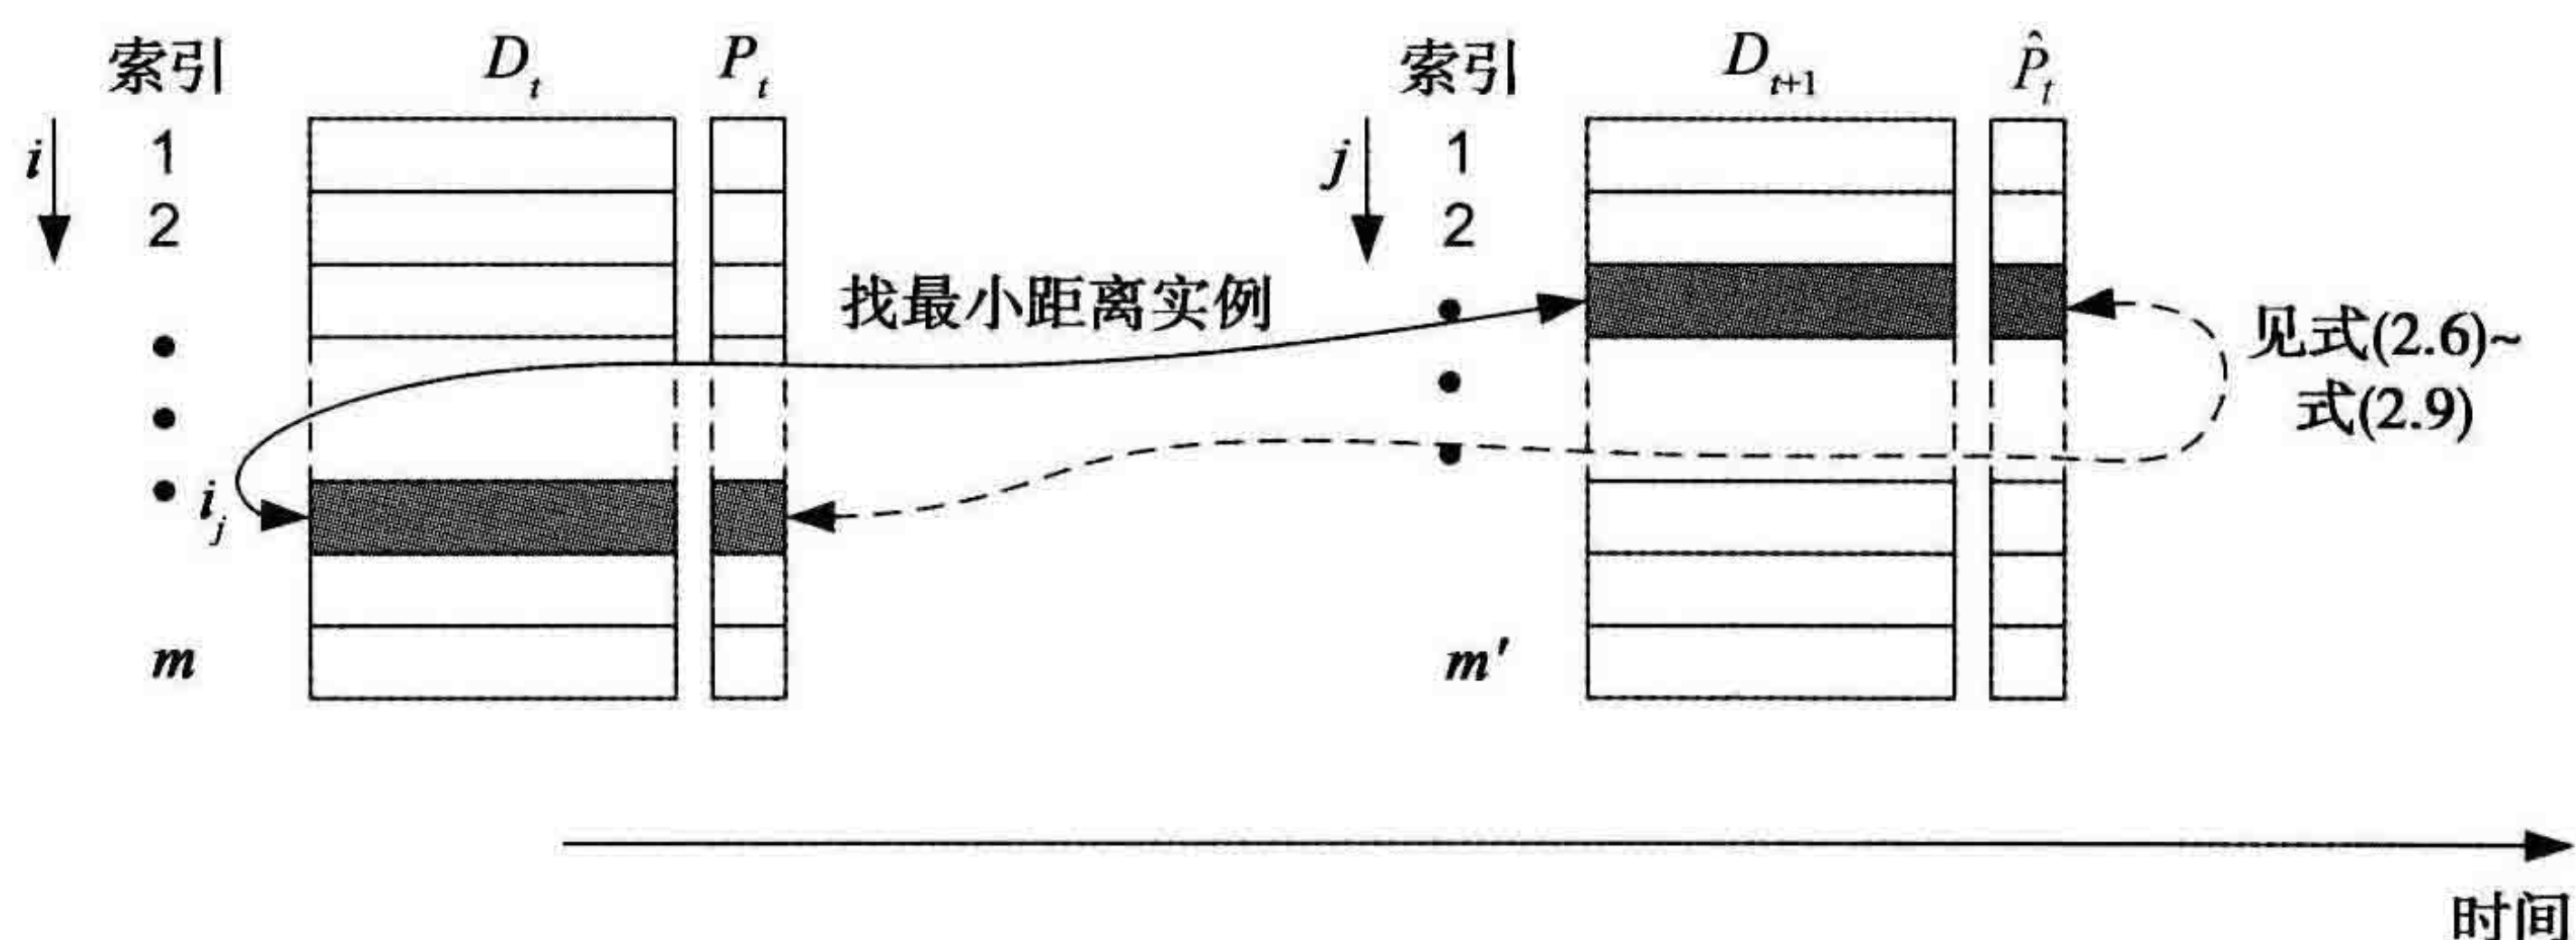 索引 D_t P_t 索引 D_{t+1} \hat{P}_t
i 1 j 1
2 2
找最小距离实例
见式(2.6)~
式(2.9)
i_j
m m'
时间